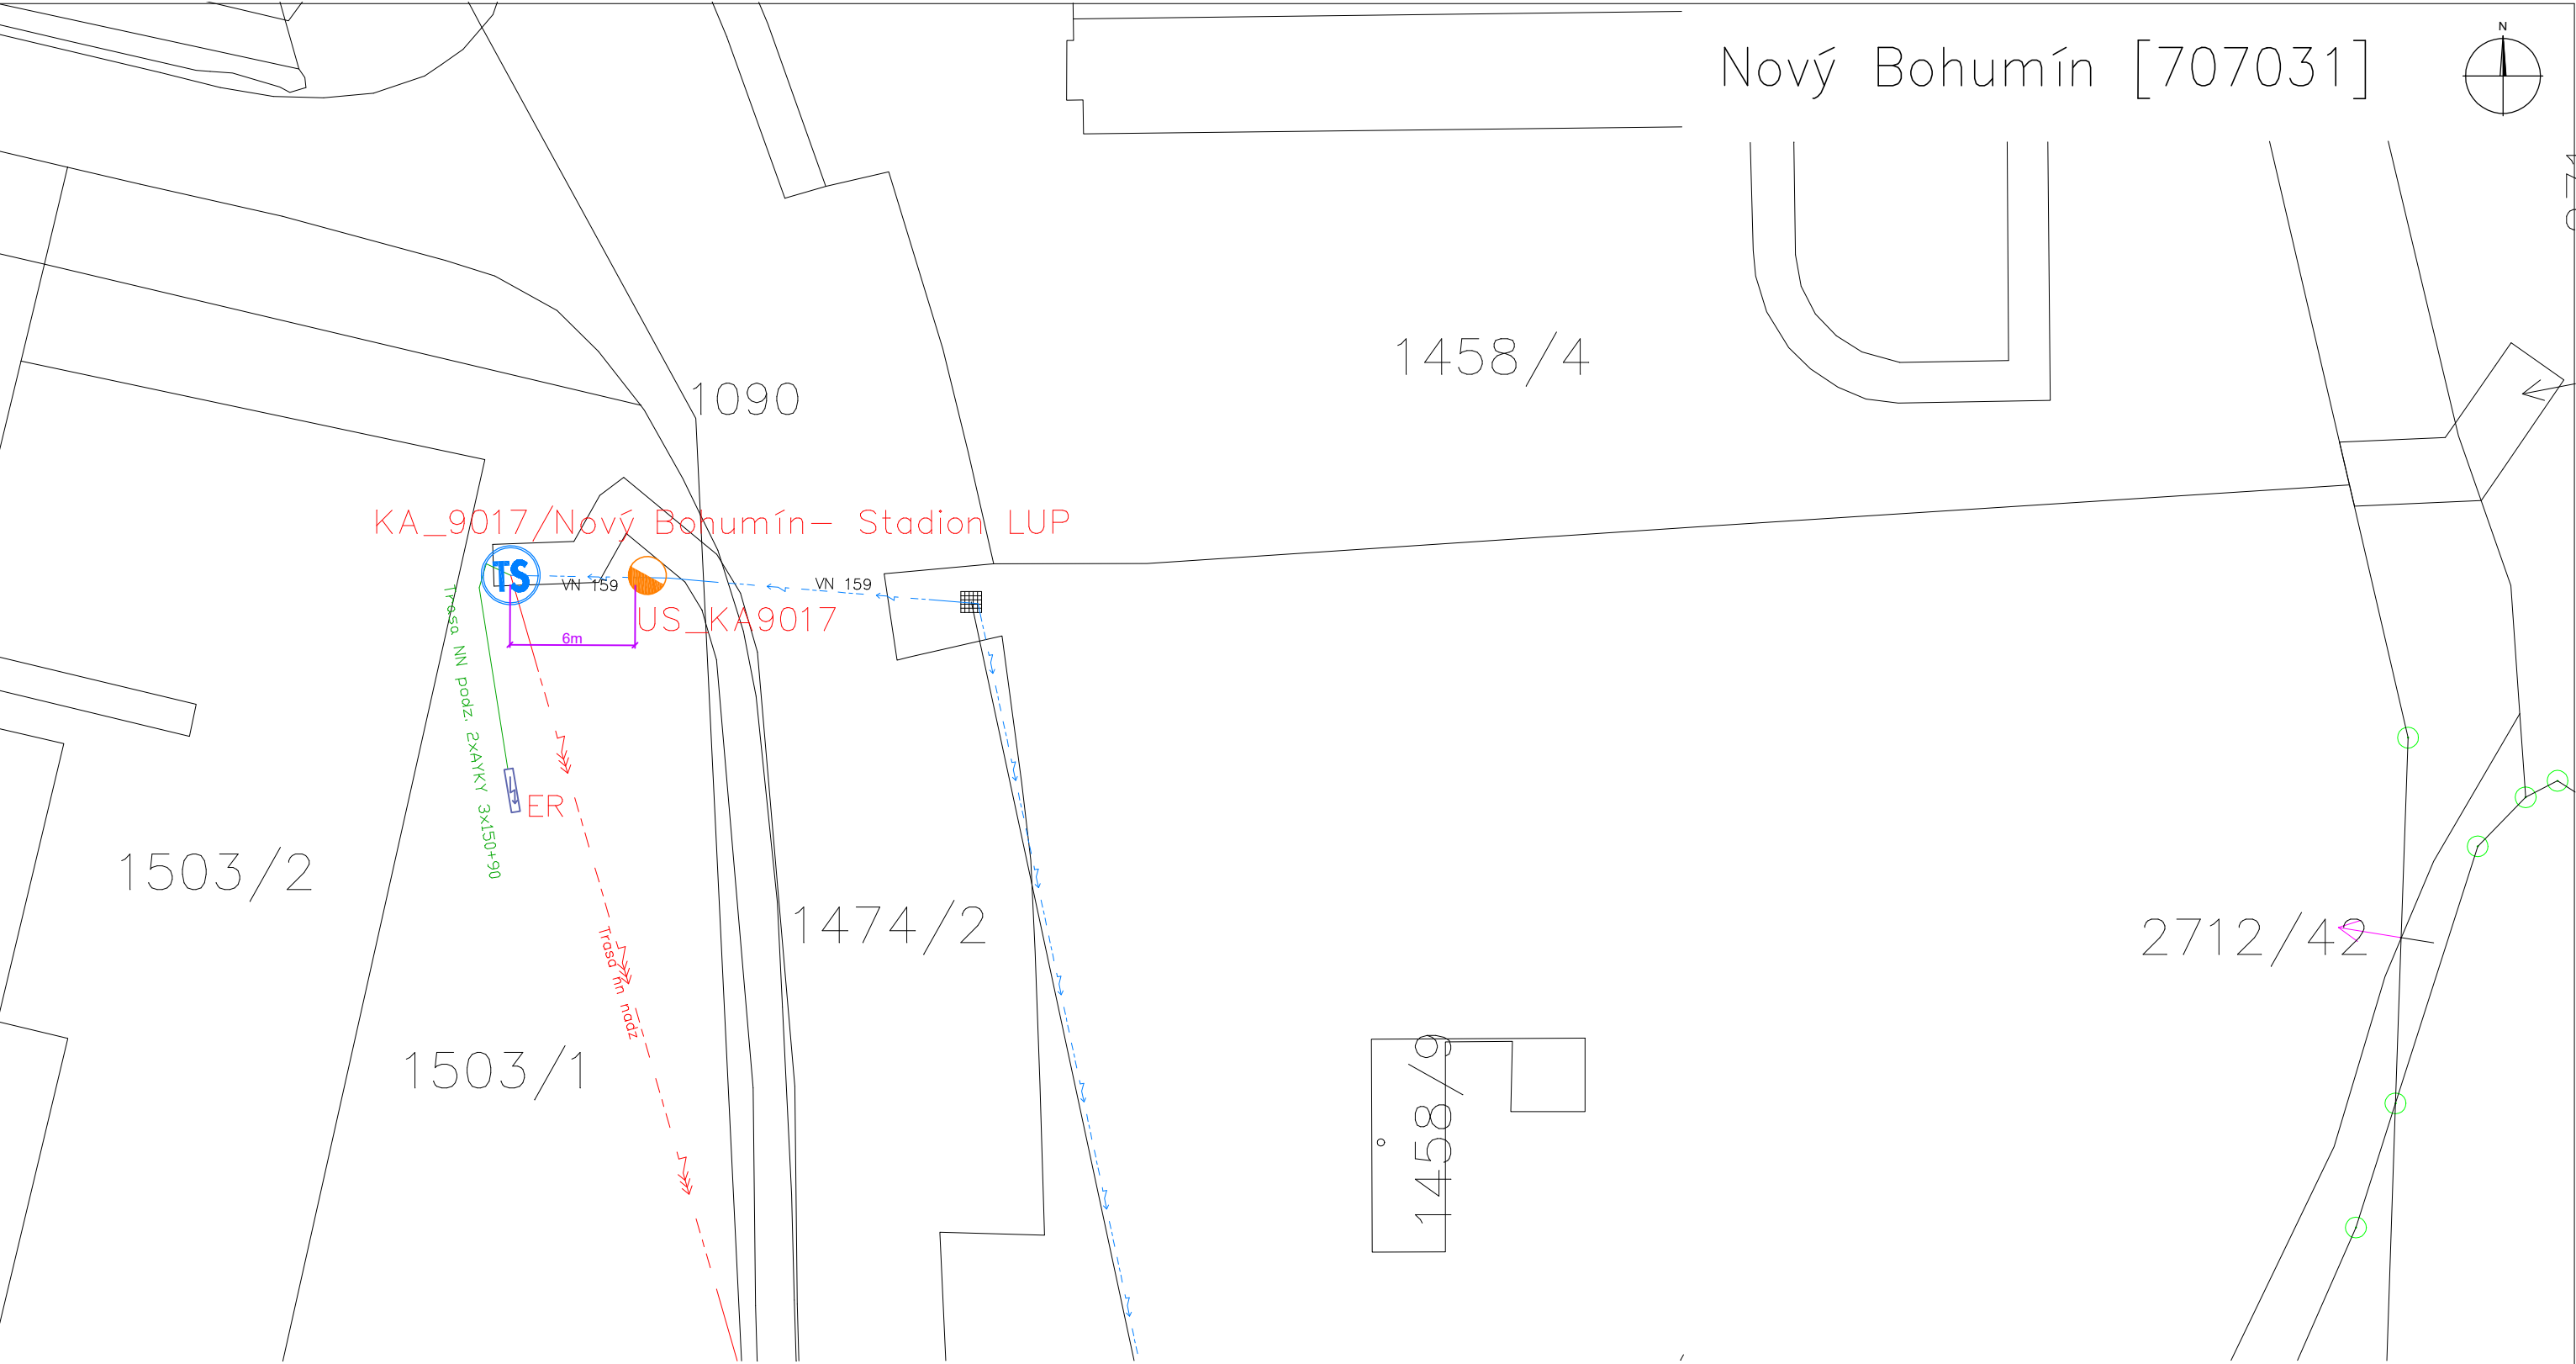 Nový Bohumín [707031]
N
1458/4
1090
KA_9017/Nový Bohumín- Stadion LUP
TS
VN 159
VN 159
US_KA9017
6m
Trasa NN podz. 2xAYKY 3x150+90
ER
1503/2
1474/2
2712/42
Trasa nn nadz
1503/1
1458/9